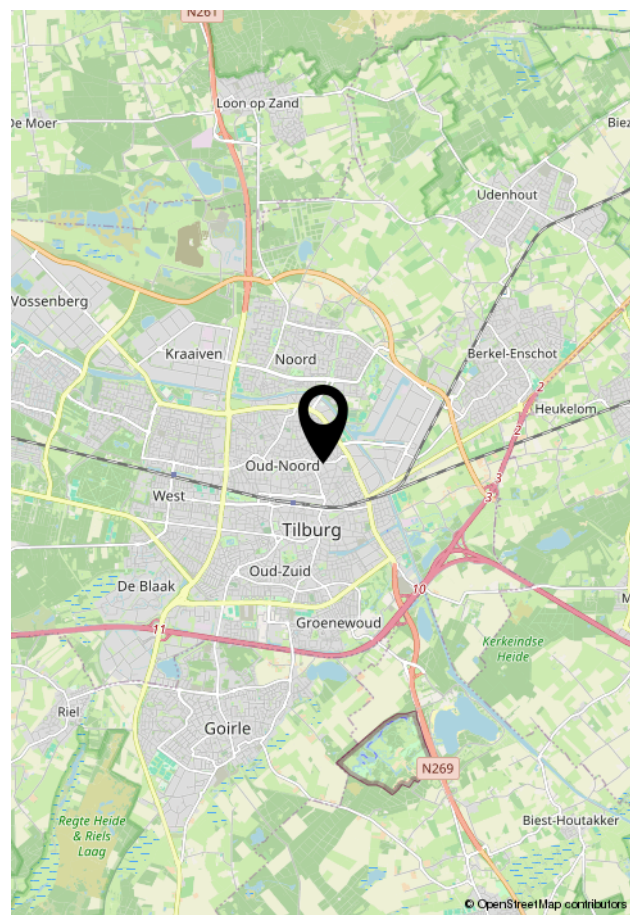 N261
Loon op Zand
De Moer
Udenhout
Vossenberg
Kraaiven
Noord
Berkel-Enschot
2
Heukelom
2
Oud-Noord
3
West
3
Tilburg
Oud-Zuid
De Blaak
10
Groenewoud
11
Kerkeindse
Heide
Riel
Goirle
N269
Regte Heide
& Riels
Laag
Biest-Houtakker
© OpenStreetMap contributors